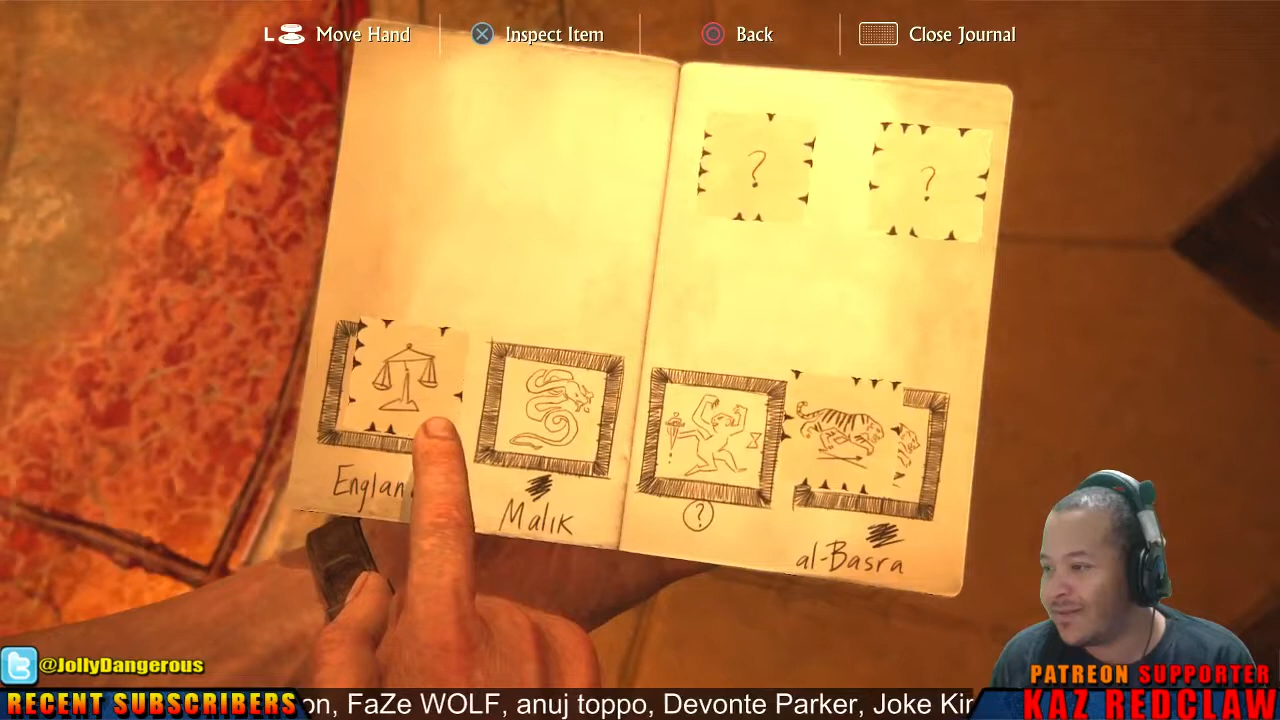 L Move Hand
Inspect Item
Back
Close Journal
?
?
Englan
Malik
?
al-Basra
@JollyDangerous
PATREON SUPPORTER
RECENT SUBSCRIBERS
on, FaZe WOLF, anuj toppo, Devonte Parker, Joke Kir
KAZ REDCLAW